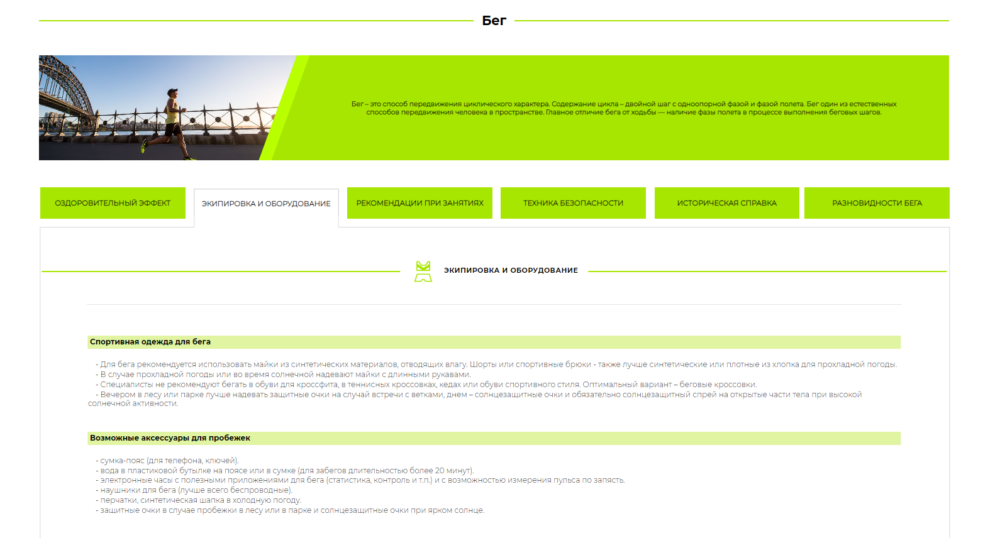 Бег
Бег – это способ передвижения циклического характера. Содержание цикла – двойной шаг с одноопорной фазой и фазой полета. Бег один из естественных
способов передвижения человека в пространстве. Главное отличие бега от ходьбы — наличие фазы полета в процессе выполнения беговых шагов.
ОЗДОРОВИТЕЛЬНЫЙ ЭФФЕКТ
ЭКИПИРОВКА И ОБОРУДОВАНИЕ
РЕКОМЕНДАЦИИ ПРИ ЗАНЯТИЯХ
ТЕХНИКА БЕЗОПАСНОСТИ
ИСТОРИЧЕСКАЯ СПРАВКА
РАЗНОВИДНОСТИ БЕГА
ЭКИПИРОВКА И ОБОРУДОВАНИЕ
Спортивная одежда для бега
- Для бега рекомендуется использовать майки из синтетических материалов, отводящих влагу. Шорты или спортивные брюки - также лучше синтетические или плотные из хлопка для прохладной погоды.
- В случае прохладной погоды или во время солнечной надевают майки с длинными рукавами.
- Специалисты не рекомендуют бегать в обуви для кроссфита, в теннисных кроссовках, кедах или обуви спортивного стиля. Оптимальный вариант – беговые кроссовки.
- Вечером в лесу или парке лучше надевать защитные очки на случай встречи с ветками, днем – солнцезащитные очки и обязательно солнцезащитный спрей на открытые части тела при высокой
солнечной активности.
Возможные аксессуары для пробежек
- сумка-пояс (для телефона, ключей).
- вода в пластиковой бутылке на поясе или в сумке (для забегов длительностью более 20 минут).
- электронные часы с полезными приложениями для бега (статистика, контроль и т.п.) и с возможностью измерения пульса по запясть.
- наушники для бега (лучше всего беспроводные).
- перчатки, синтетическая шапка в холодную погоду.
- защитные очки в случае пробежки в лесу или в парке и солнцезащитные очки при ярком солнце.